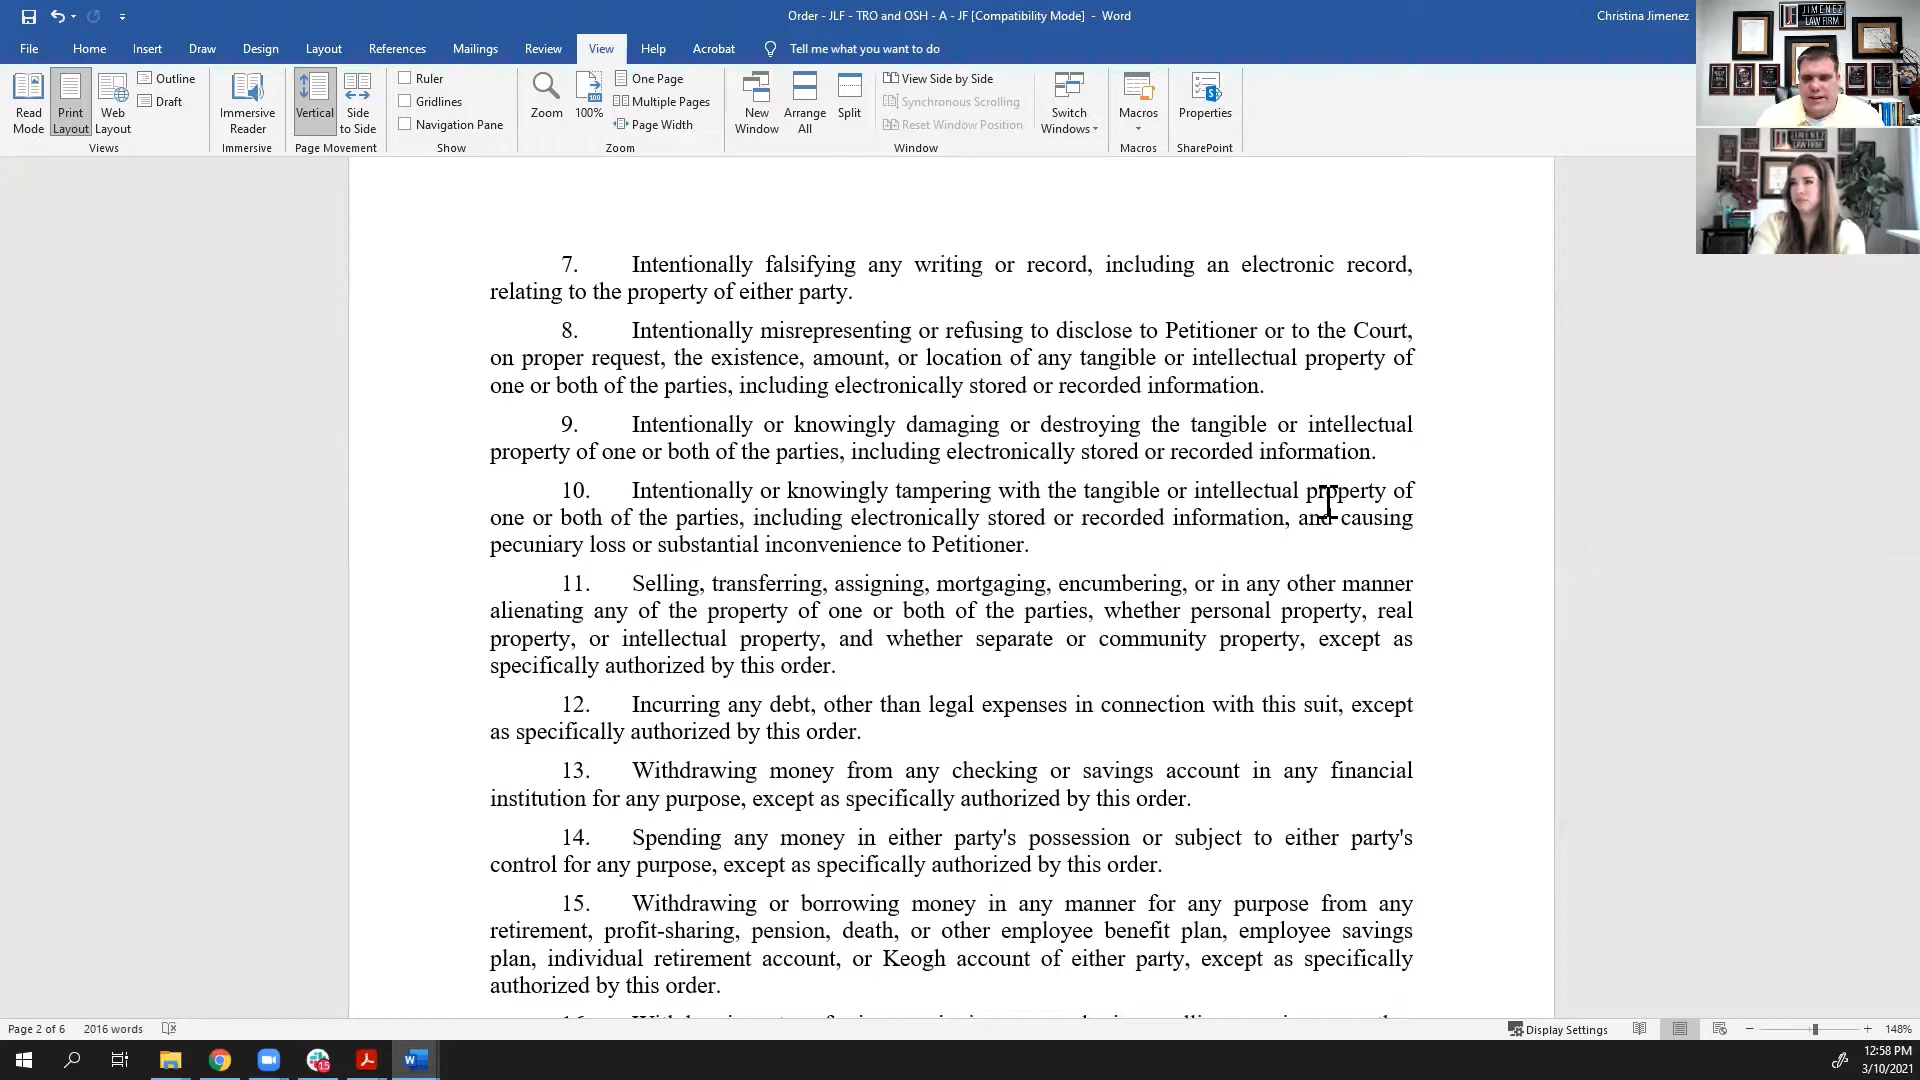 Order - JLF - TRO and OSH - A - JF [Compatibility Mode] - Word
Christina Jimenez
File Home Insert Draw Design Layout References Mailings Review View Help Acrobat Tell me what you want to do
Read Mode
Print Layout
Web Layout
Outline
Draft
Views
Immersive Reader
Immersive
Vertical
Side to Side
Page Movement
Ruler
Gridlines
Navigation Pane
Show
Zoom
100%
One Page
Multiple Pages
Page Width
Zoom
New Window
Arrange All
Split
View Side by Side
Synchronous Scrolling
Reset Window Position
Switch Windows
Window
Macros
Macros
Properties
SharePoint
JIMENEZ
LAW FIRM
JIMENEZ
LAW FIRM
7. Intentionally falsifying any writing or record, including an electronic record,
relating to the property of either party.
8. Intentionally misrepresenting or refusing to disclose to Petitioner or to the Court,
on proper request, the existence, amount, or location of any tangible or intellectual property of
one or both of the parties, including electronically stored or recorded information.
9. Intentionally or knowingly damaging or destroying the tangible or intellectual
property of one or both of the parties, including electronically stored or recorded information.
10. Intentionally or knowingly tampering with the tangible or intellectual property of
one or both of the parties, including electronically stored or recorded information, and causing
pecuniary loss or substantial inconvenience to Petitioner.
11. Selling, transferring, assigning, mortgaging, encumbering, or in any other manner
alienating any of the property of one or both of the parties, whether personal property, real
property, or intellectual property, and whether separate or community property, except as
specifically authorized by this order.
12. Incurring any debt, other than legal expenses in connection with this suit, except
as specifically authorized by this order.
13. Withdrawing money from any checking or savings account in any financial
institution for any purpose, except as specifically authorized by this order.
14. Spending any money in either party's possession or subject to either party's
control for any purpose, except as specifically authorized by this order.
15. Withdrawing or borrowing money in any manner for any purpose from any
retirement, profit-sharing, pension, death, or other employee benefit plan, employee savings
plan, individual retirement account, or Keogh account of either party, except as specifically
authorized by this order.
Page 2 of 6 2016 words
Display Settings
148%
15
12:58 PM
3/10/2021